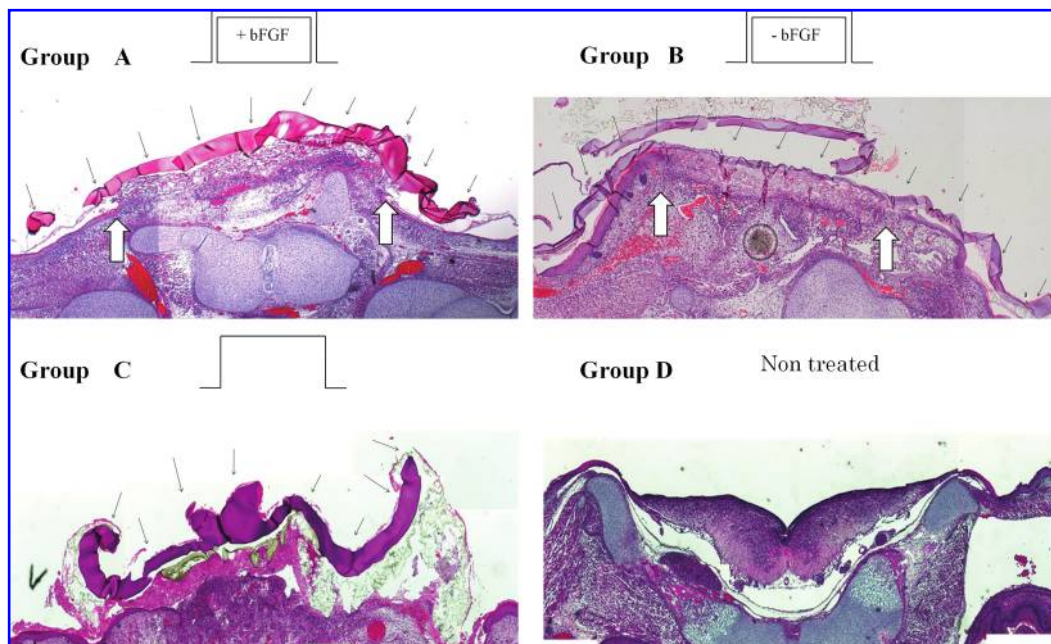 Group A
+ bFGF
Group B
- bFGF
Group C
Group D
Non treated